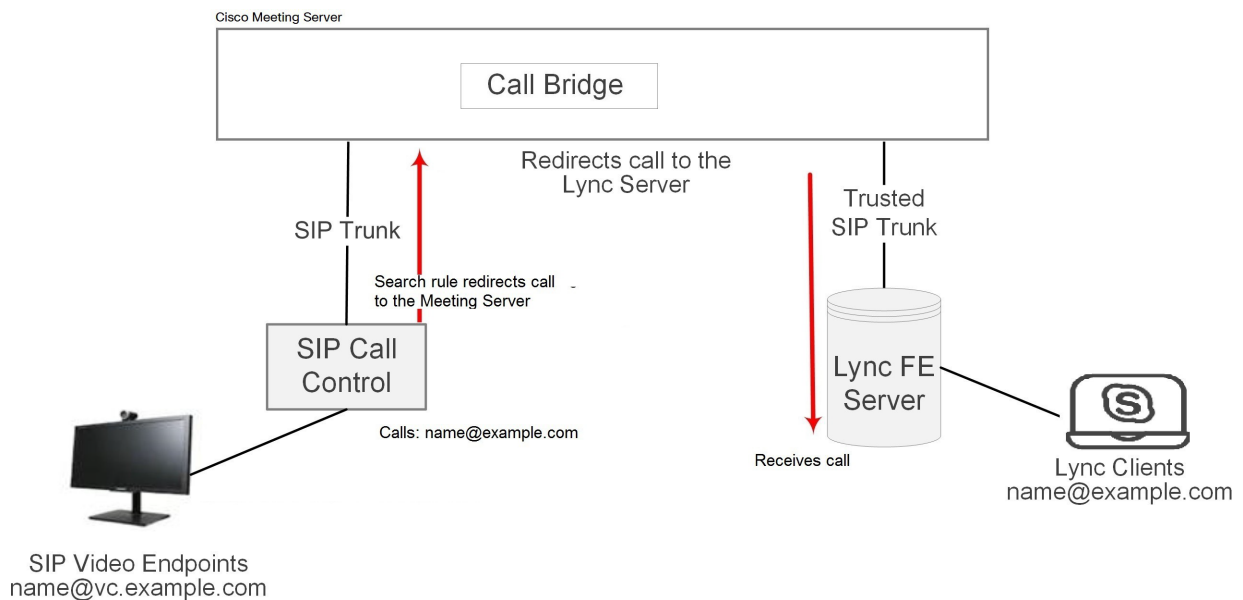 Cisco Meeting Server
Call Bridge
Redirects call to the
Lync Server
Trusted
SIP Trunk
SIP Trunk
Search rule redirects call
to the Meeting Server
SIP Call
Control
Lync FE
Server
Calls: name@example.com
Receives call
S
Lync Clients
name@example.com
SIP Video Endpoints
name@vc.example.com